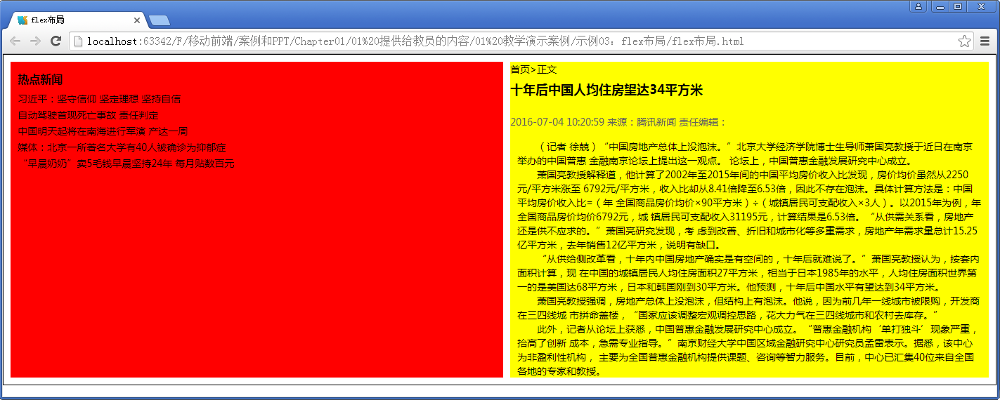 flex布局
localhost:63342/F/移动前端/案例和PPT/Chapter01/01%20提供给教员的内容/01%20教学演示案例/示例03：flex布局/flex布局.html
热点新闻
习近平：坚守信仰 坚定理想 坚持自信
自动驾驶首现死亡事故 责任判定
中国明天起将在南海进行军演 产达一周
媒体：北京一所著名大学有40人被确诊为抑郁症
“早晨奶奶”卖5毛钱早晨坚持24年 每月贴数百元
首页>正文
十年后中国人均住房望达34平方米
2016-07-04 10:20:59 来源：腾讯新闻 责任编辑：
（记者 徐兢）“中国房地产总体上没泡沫。”北京大学经济学院博士生导师萧国亮教授于近日在南京
举办的中国普惠 金融南京论坛上提出这一观点。 论坛上，中国普惠金融发展研究中心成立。
萧国亮教授解释道，他计算了2002年至2015年间的中国平均房价收入比发现，房价均价虽然从2250
元/平方米涨至 6792元/平方米，收入比却从8.41倍降至6.53倍，因此不存在泡沫。具体计算方法是：中国
平均房价收入比=（年 全国商品房价均价×90平方米）÷（城镇居民可支配收入×3人）。以2015年为例，年
全国商品房价均价6792元，城 镇居民可支配收入31195元，计算结果是6.53倍。“从供需关系看，房地产
还是供不应求的。”萧国亮研究发现，考 虑到改善、折旧和城市化等多重需求，房地产年需求量总计15.25
亿平方米，去年销售12亿平方米，说明有缺口。
“从供给侧改革看，十年内中国房地产确实是有空间的，十年后就难说了。”萧国亮教授认为，按套内
面积计算，现 在中国的城镇居民人均住房面积27平方米，相当于日本1985年的水平，人均住房面积世界第
一的是美国达68平方米，日本和韩国刚到30平方米。他预测，十年后中国水平有望达到34平方米。
萧国亮教授强调，房地产总体上没泡沫，但结构上有泡沫。他说，因为前几年一线城市被限购，开发商
在三四线城 市拼命盖楼，“国家应该调整宏观调控思路，花大力气在三四线城市和农村去库存。”
此外，记者从论坛上获悉，中国普惠金融发展研究中心成立。“普惠金融机构‘单打独斗’现象严重，
抬高了创新 成本，急需专业指导。”南京财经大学中国区域金融研究中心研究员孟雷表示。据悉，该中心
为非盈利性机构， 主要为全国普惠金融机构提供课题、咨询等智力服务。目前，中心已汇集40位来自全国
各地的专家和教授。